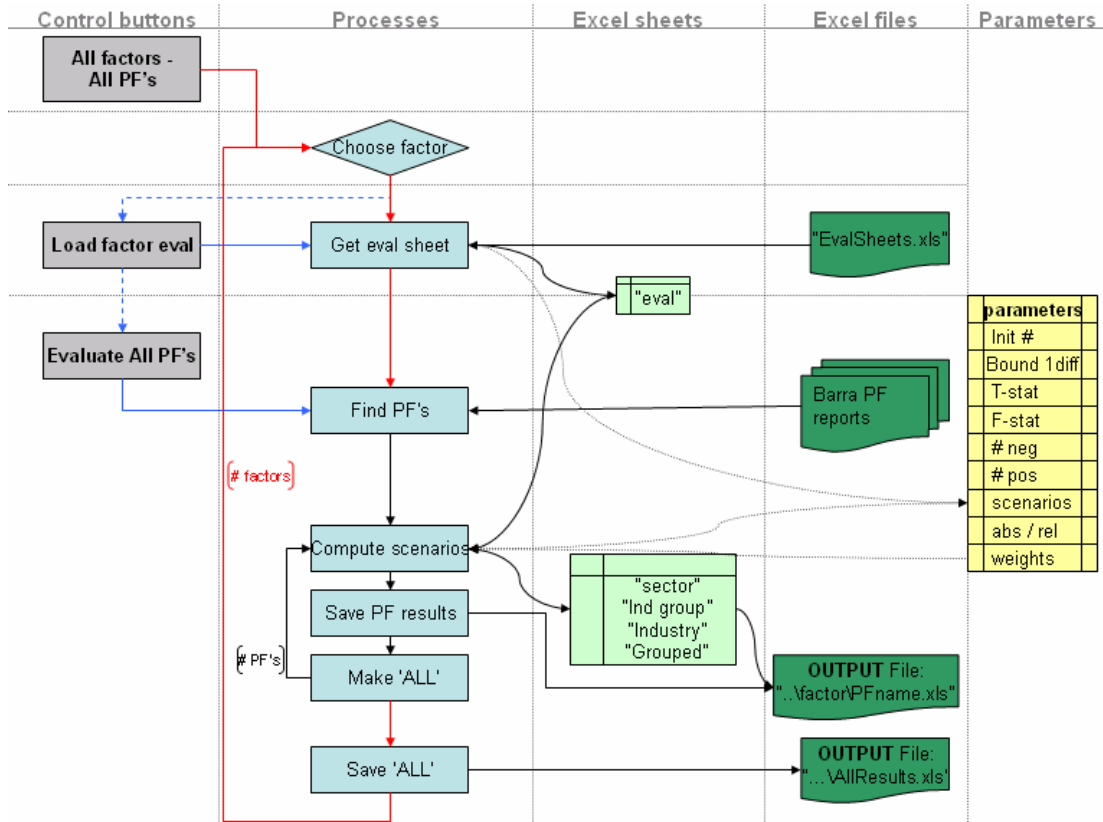 Control buttons
Processes
Excel sheets
Excel files
Parameters
All factors -
All PF's
Choose factor
Load factor eval
Get eval sheet
"EvalSheets.xls"
"eval"
Evaluate All PF's
Find PF's
Barra PF
reports
parameters
Init #
Bound 1diff
T-stat
F-stat
# neg
# pos
scenarios
abs / rel
weights
# factors
Compute scenarios
"sector"
"Ind group"
"Industry"
"Grouped"
Save PF results
# PF's
Make 'ALL'
OUTPUT File:
"..\factor\PFname.xls"
Save 'ALL'
OUTPUT File:
"...\AllResults.xls'